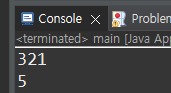 Console Problem
<terminated> main [Java App
321
5